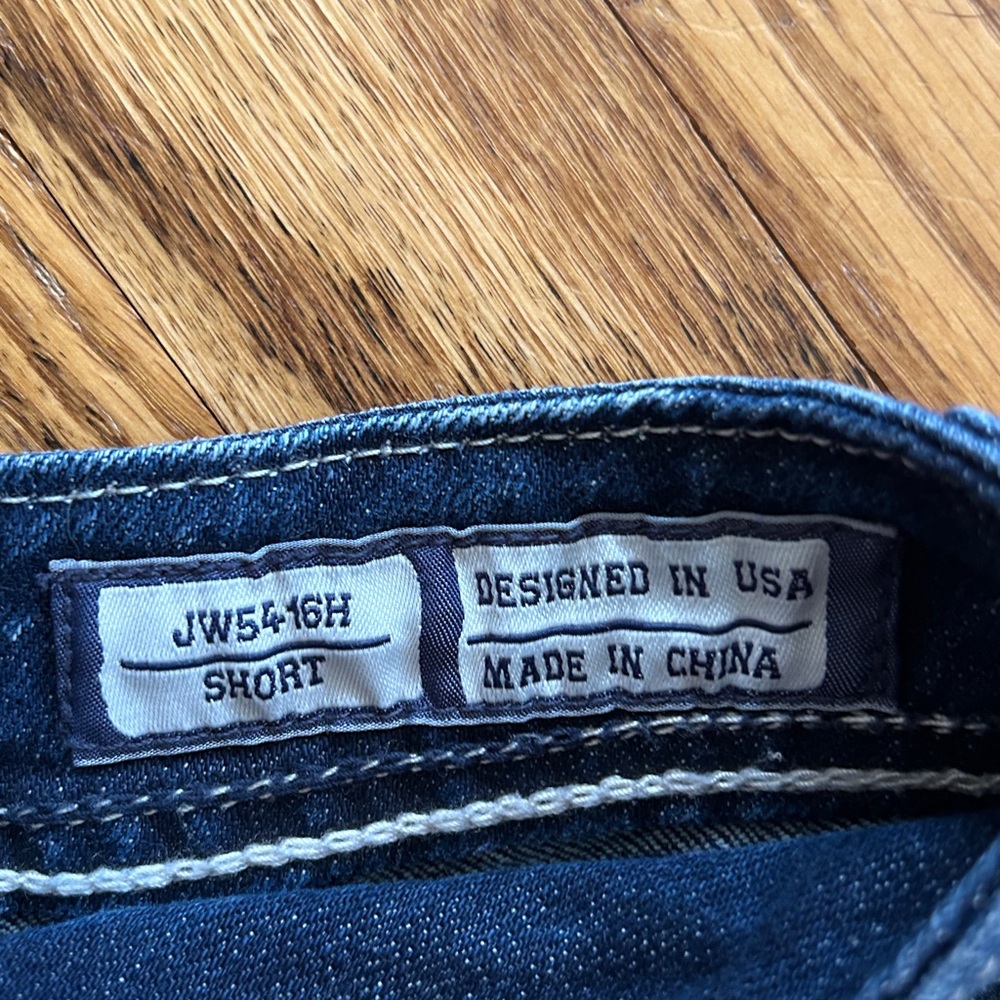 JW5416H
SHORT
DESIGNED IN USA
MADE IN CHINA